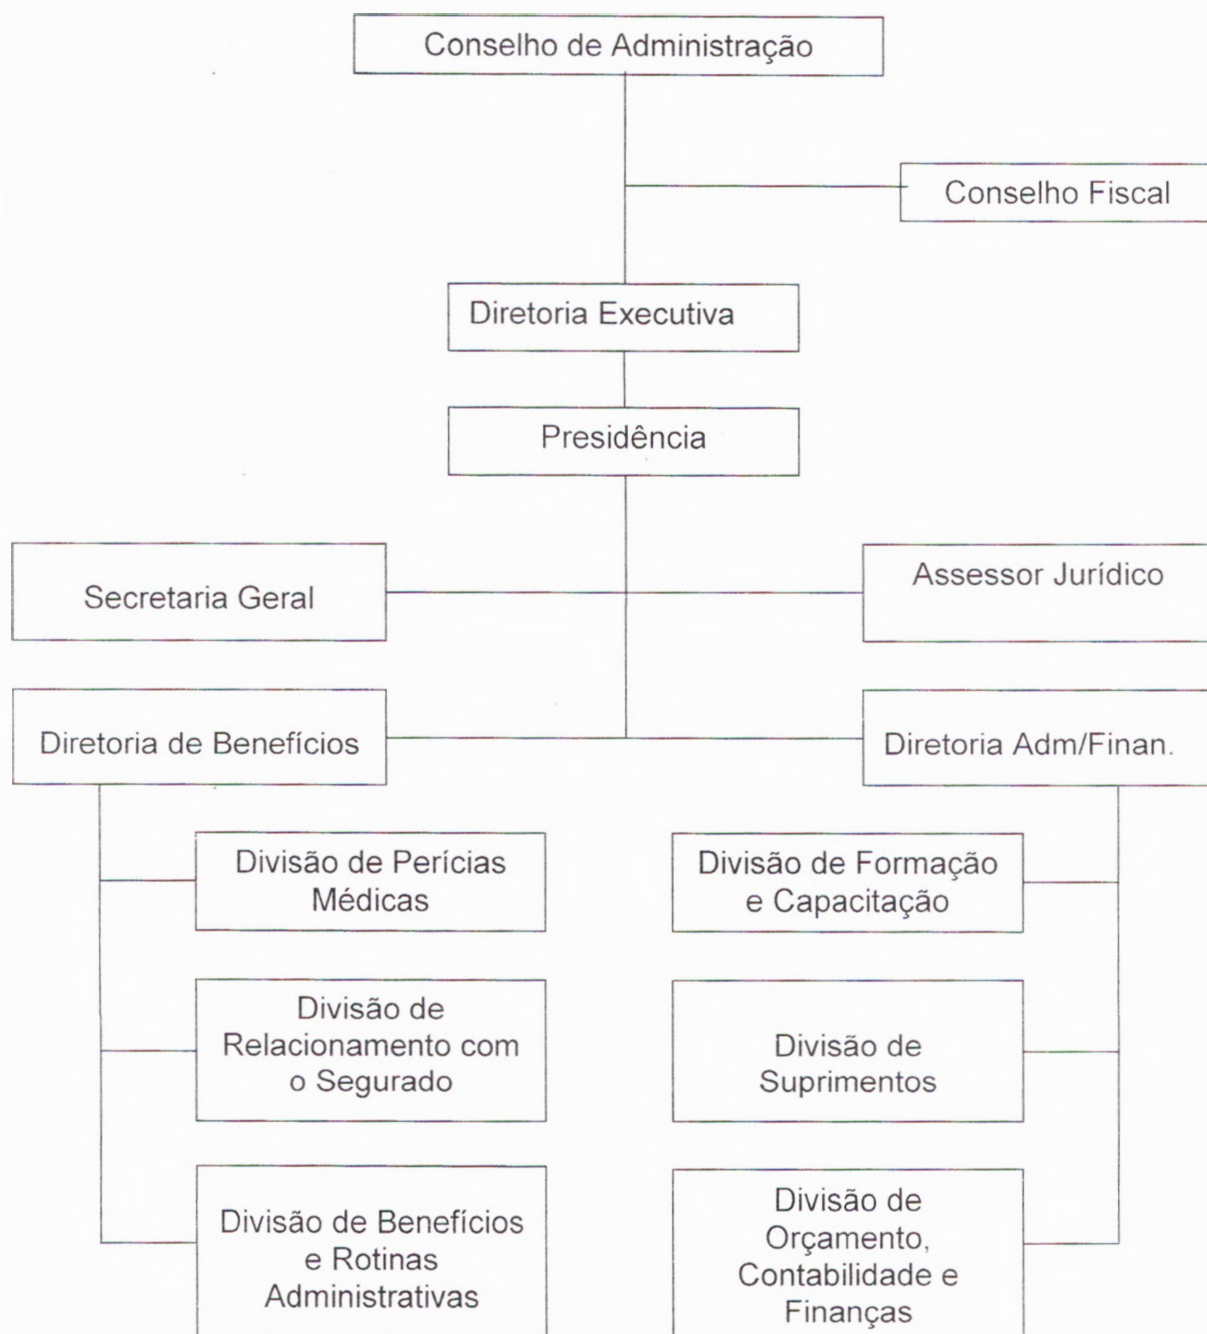 Conselho de Administração
Conselho Fiscal
Diretoria Executiva
Presidência
Secretaria Geral
Assessor Jurídico
Diretoria de Benefícios
Diretoria Adm/Finan.
Divisão de Perícias
Médicas
Divisão de Formação
e Capacitação
Divisão de
Relacionamento com
o Segurado
Divisão de
Suprimentos
Divisão de Benefícios
e Rotinas
Administrativas
Divisão de
Orçamento,
Contabilidade e
Finanças